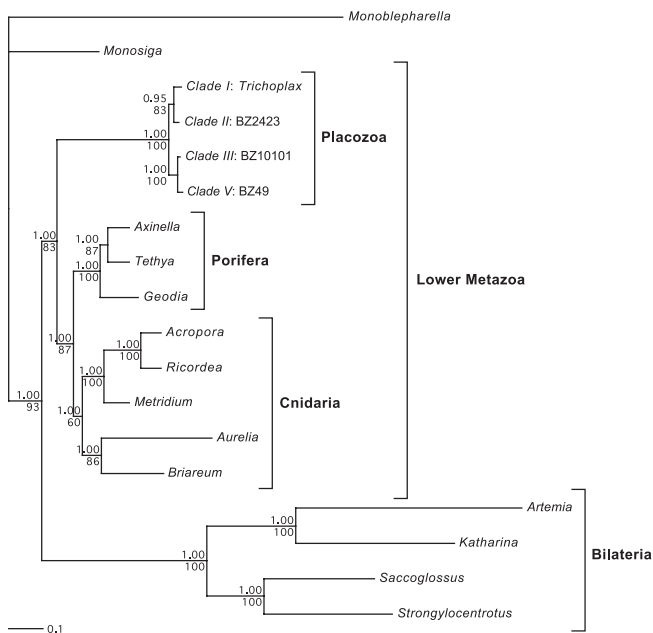 Monoblepharella
Monosiga
Clade I: Trichoplax
0.95
83
Clade II: BZ2423
1.00
100
Placozoa
Clade III: BZ10101
1.00
100
Clade V: BZ49
Axinella
1.00
87
1.00
83
Tethya
Porifera
1.00
100
Lower Metazoa
Geodia
Acropora
1.00
87
1.00
100
Ricordea
1.00
100
Metridium
Cnidaria
1.00
93
1.00
60
Aurelia
1.00
86
Briareum
Artemia
1.00
100
Katharina
Bilateria
1.00
100
Saccoglossus
1.00
100
Strongylocentrotus
0.1